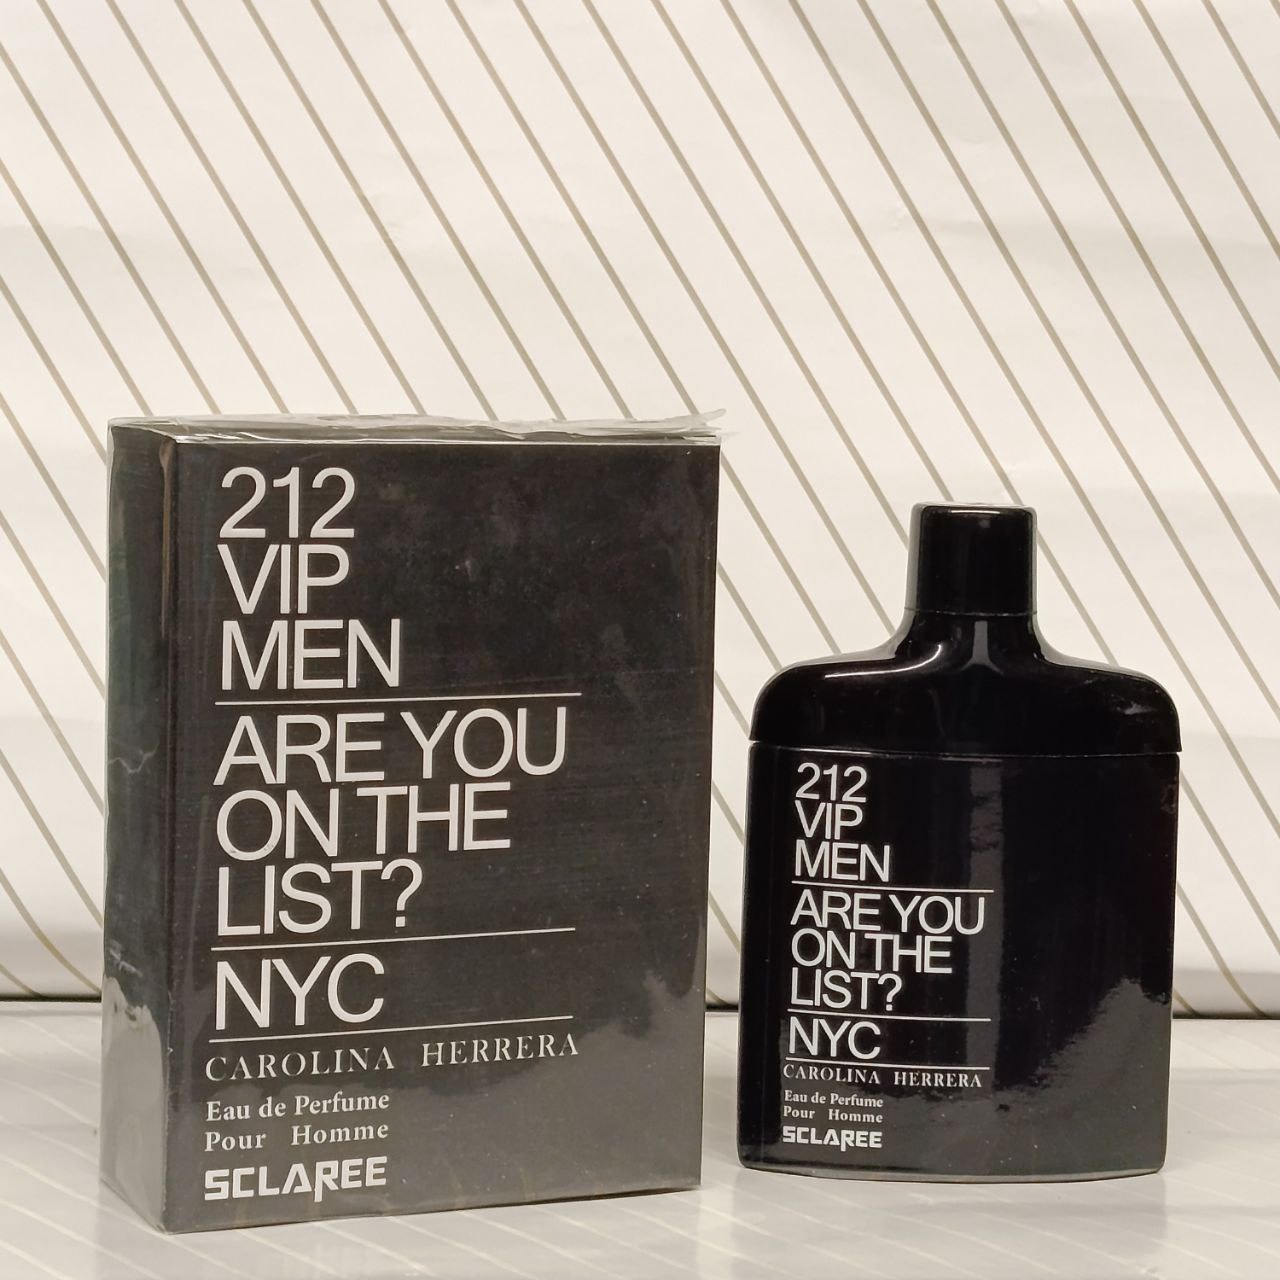 212
VIP
MEN
ARE YOU
ON THE
LIST?
NYC
CAROLINA HERRERA
Eau de Perfume
Pour Homme
SCLAREE
212
VIP
MEN
ARE YOU
ON THE
LIST?
NYC
CAROLINA HERRERA
Eau de Perfume
Pour Homme
SCLAREE